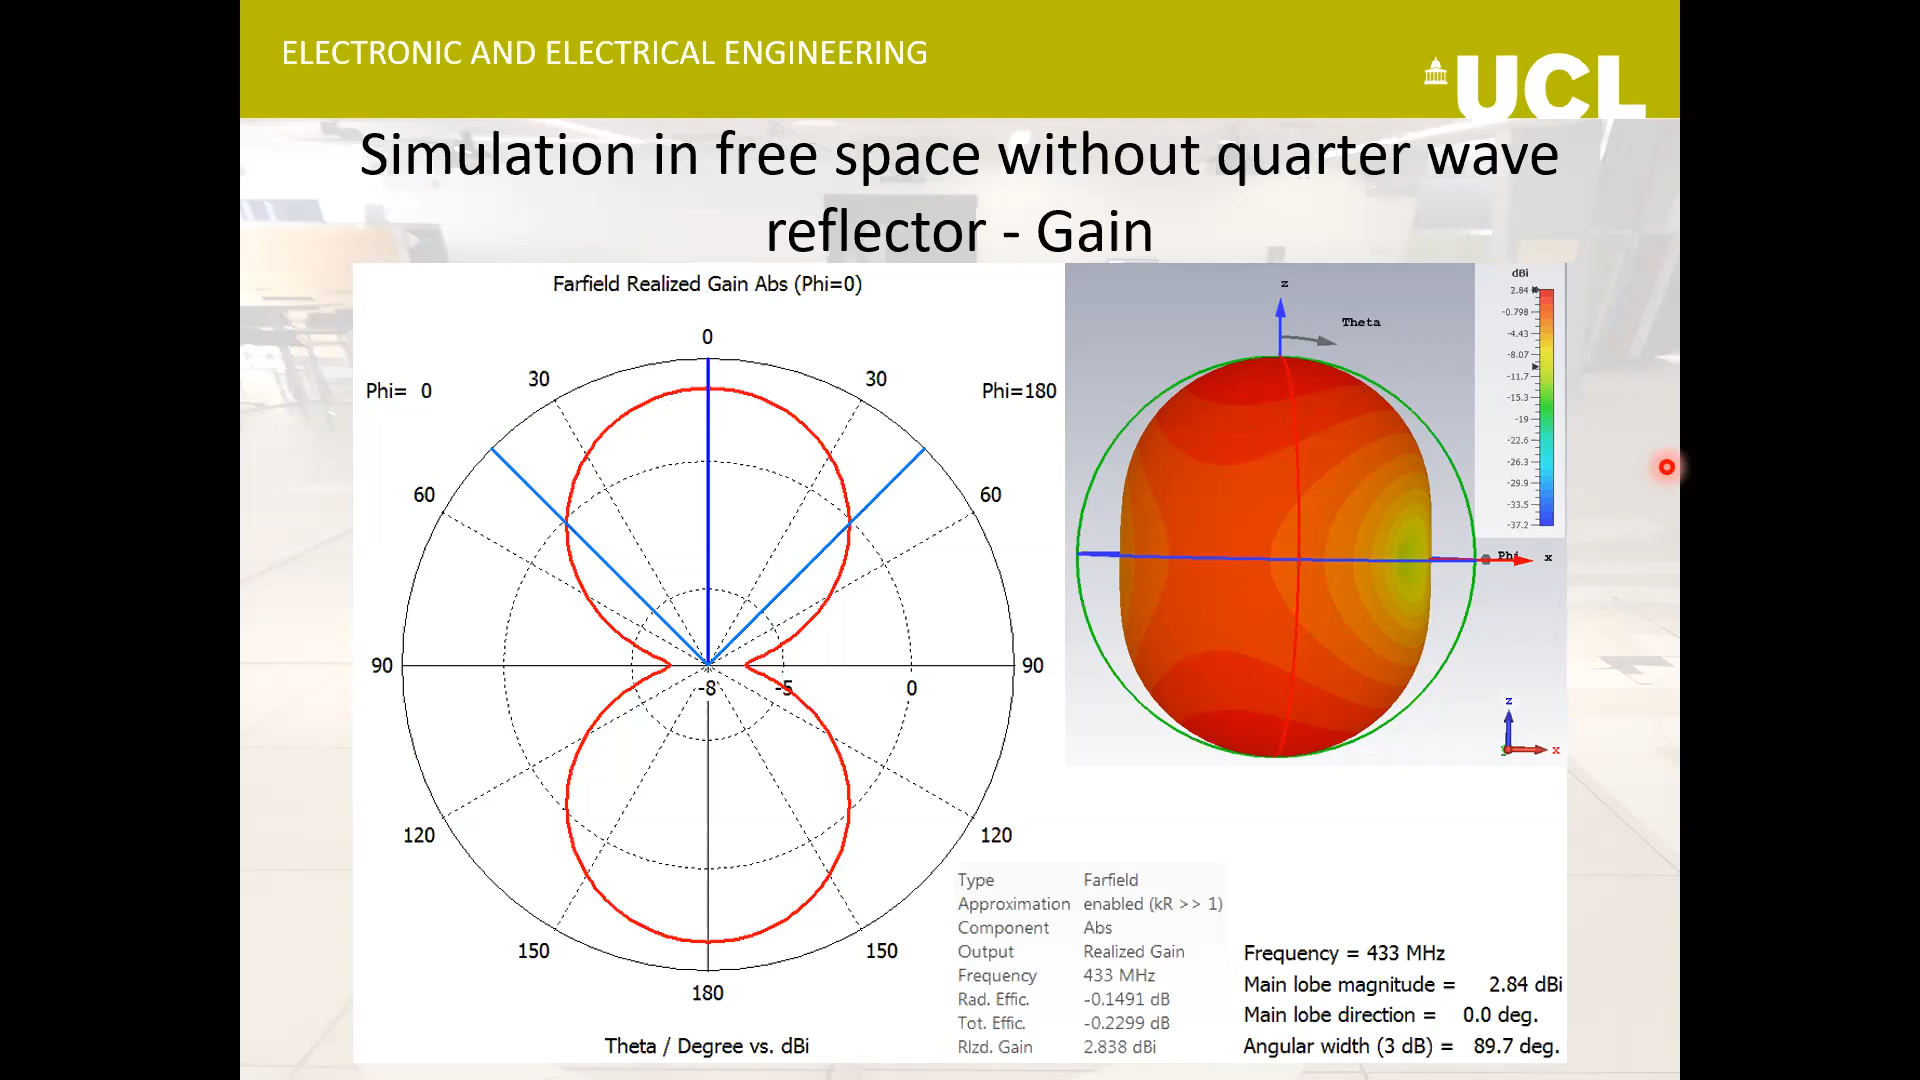 ELECTRONIC AND ELECTRICAL ENGINEERING
UCL
Simulation in free space without quarter wave
reflector - Gain
Farfield Realized Gain Abs (Phi=0)
0
30
30
Phi= 0
Phi=180
60
60
90
90
-8
-5
0
120
120
150
150
180
Theta / Degree vs. dBi
z
Theta
Phi
x
dBi
2.84
-0.798
-4.43
-8.07
-11.7
-15.3
-19
-22.6
-26.3
-29.9
-33.5
-37.2
z
x
Type Farfield
Approximation enabled (kR >> 1)
Component Abs
Output Realized Gain
Frequency 433 MHz
Rad. Effic. -0.1491 dB
Tot. Effic. -0.2299 dB
Rlzd. Gain 2.838 dBi
Frequency = 433 MHz
Main lobe magnitude = 2.84 dBi
Main lobe direction = 0.0 deg.
Angular width (3 dB) = 89.7 deg.